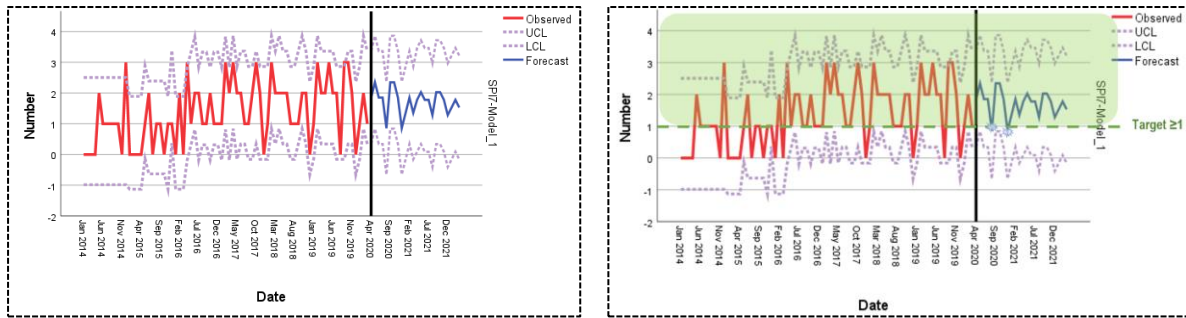 Observed
UCL
LCL
Forecast
4
3
2
1
0
-1
-2
Number
SPI7-Model_1
Jan 2014
Jun 2014
Nov 2014
Apr 2015
Sep 2015
Feb 2016
Jul 2016
Dec 2016
May 2017
Oct 2017
Mar 2018
Aug 2018
Jan 2019
Jun 2019
Nov 2019
Apr 2020
Sep 2020
Feb 2021
Jul 2021
Dec 2021
Date
Observed
UCL
LCL
Forecast
4
3
2
1
0
-1
-2
Number
SPI7-Model_1
Target ≥1
Jan 2014
Jun 2014
Nov 2014
Apr 2015
Sep 2015
Feb 2016
Jul 2016
Dec 2016
May 2017
Oct 2017
Mar 2018
Aug 2018
Jan 2019
Jun 2019
Nov 2019
Apr 2020
Sep 2020
Feb 2021
Jul 2021
Dec 2021
Date